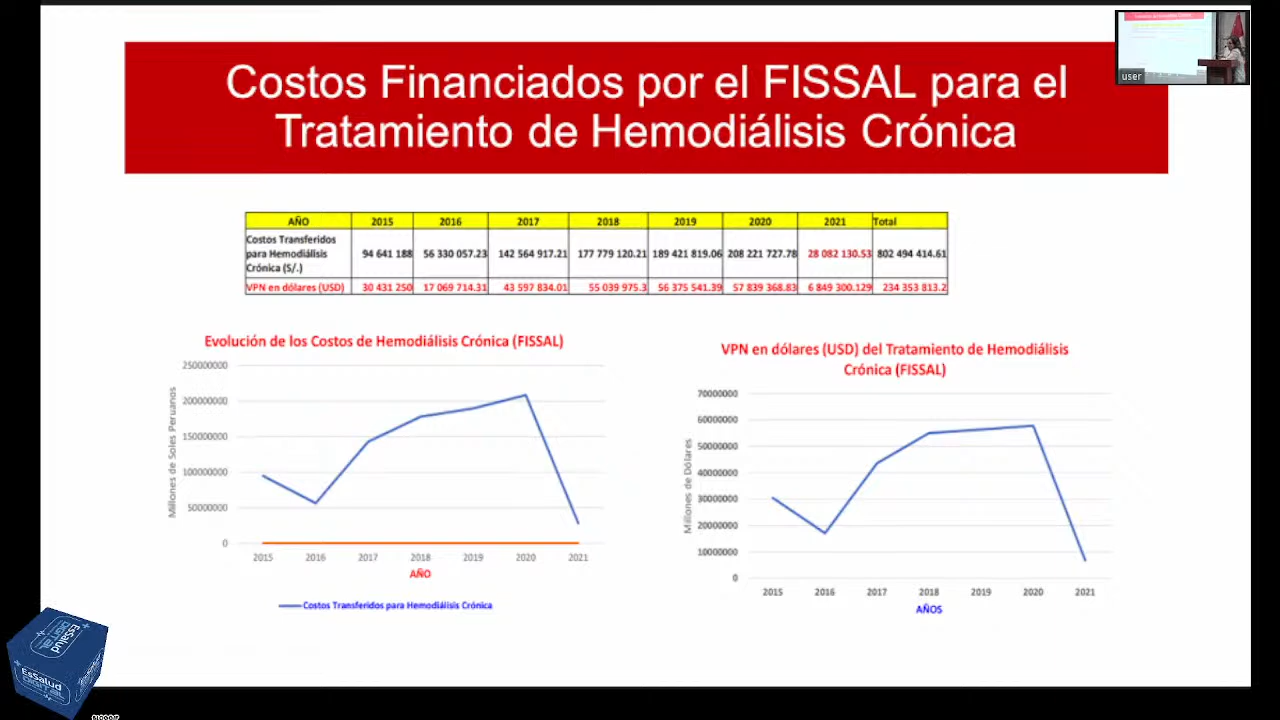 Costos Financiados por el FISSAL para el
Tratamiento de Hemodiálisis Crónica
user
AÑO 2015 2016 2017 2018 2019 2020 2021 Total
Costos Transferidos para Hemodiálisis Crónica (S/.) 94 641 188 56 330 057.23 142 564 917.21 177 779 120.21 189 421 819.06 208 221 727.78 28 082 130.53 802 494 414.61
VPN en dólares (USD) 30 431 250 17 069 714.31 43 597 834.01 55 039 975.3 56 375 541.39 57 839 368.83 6 849 300.129 234 353 813.2
Evolución de los Costos de Hemodiálisis Crónica (FISSAL)
Millones de Soles Peruanos
250000000
200000000
150000000
100000000
50000000
0
2015 2016 2017 2018 2019 2020 2021
AÑO
Costos Transferidos para Hemodiálisis Crónica
VPN en dólares (USD) del Tratamiento de Hemodiálisis
Crónica (FISSAL)
Millones de Dólares
70000000
60000000
50000000
40000000
30000000
20000000
10000000
0
2015 2016 2017 2018 2019 2020 2021
AÑOS
EsSalud
DIGITAL
EsSalud
DIGITAL